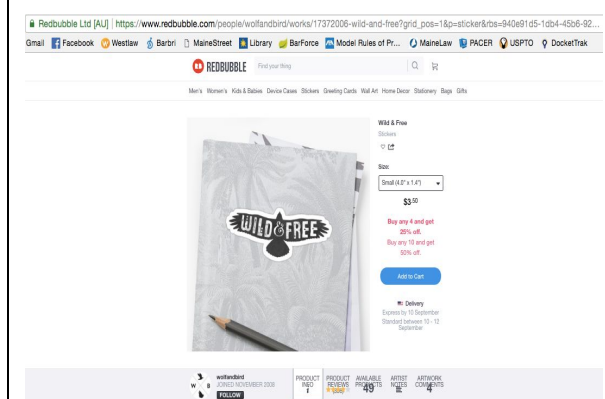 Redbubble Ltd [AU] https://www.redbubble.com/people/wolfandbird/works/17372006-wild-and-free?grid_pos=1&p=sticker&rbs=940e91d5-1db4-45b6-92...
Gmail Facebook Westlaw Barbri MaineStreet Library BarForce Model Rules of Pr... MaineLaw PACER USPTO DocketTrak
REDBUBBLE Find your thing
Men's Women's Kids & Babies Device Cases Stickers Greeting Cards Wall Art Home Decor Stationery Bags Gifts
WILD & FREE
Wild & Free
Stickers
Size:
Small (4.0" x 1.4")
$3.50
Buy any 4 and get
25% off.
Buy any 10 and get
50% off.
Add to Cart
Delivery
Express by 10 September
Standard between 10 - 12
September
W B
wolfandbird
JOINED NOVEMBER 2008
FOLLOW
PRODUCT INFO
PRODUCT REVIEWS
AVAILABLE PRODUCTS
49
ARTIST NOTES
ARTWORK COMMENTS
4